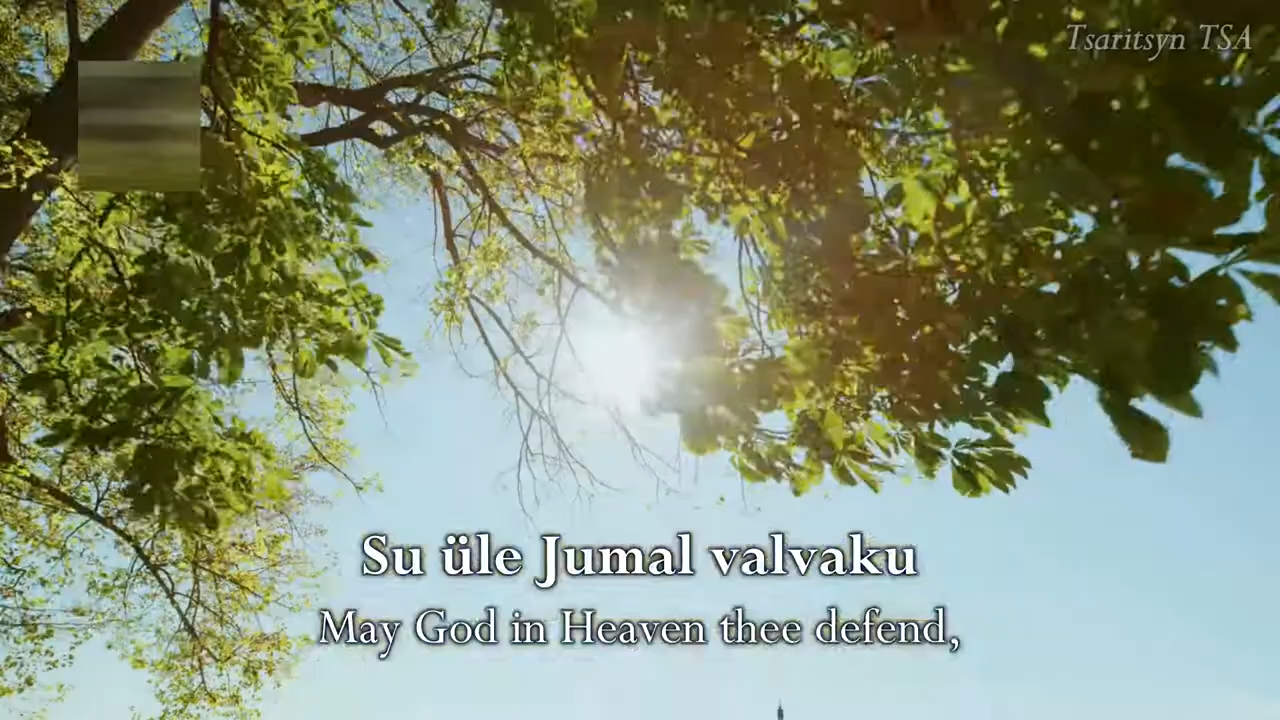 Tsaritsyn TSA
Su üle Jumal valvaku
May God in Heaven thee defend,